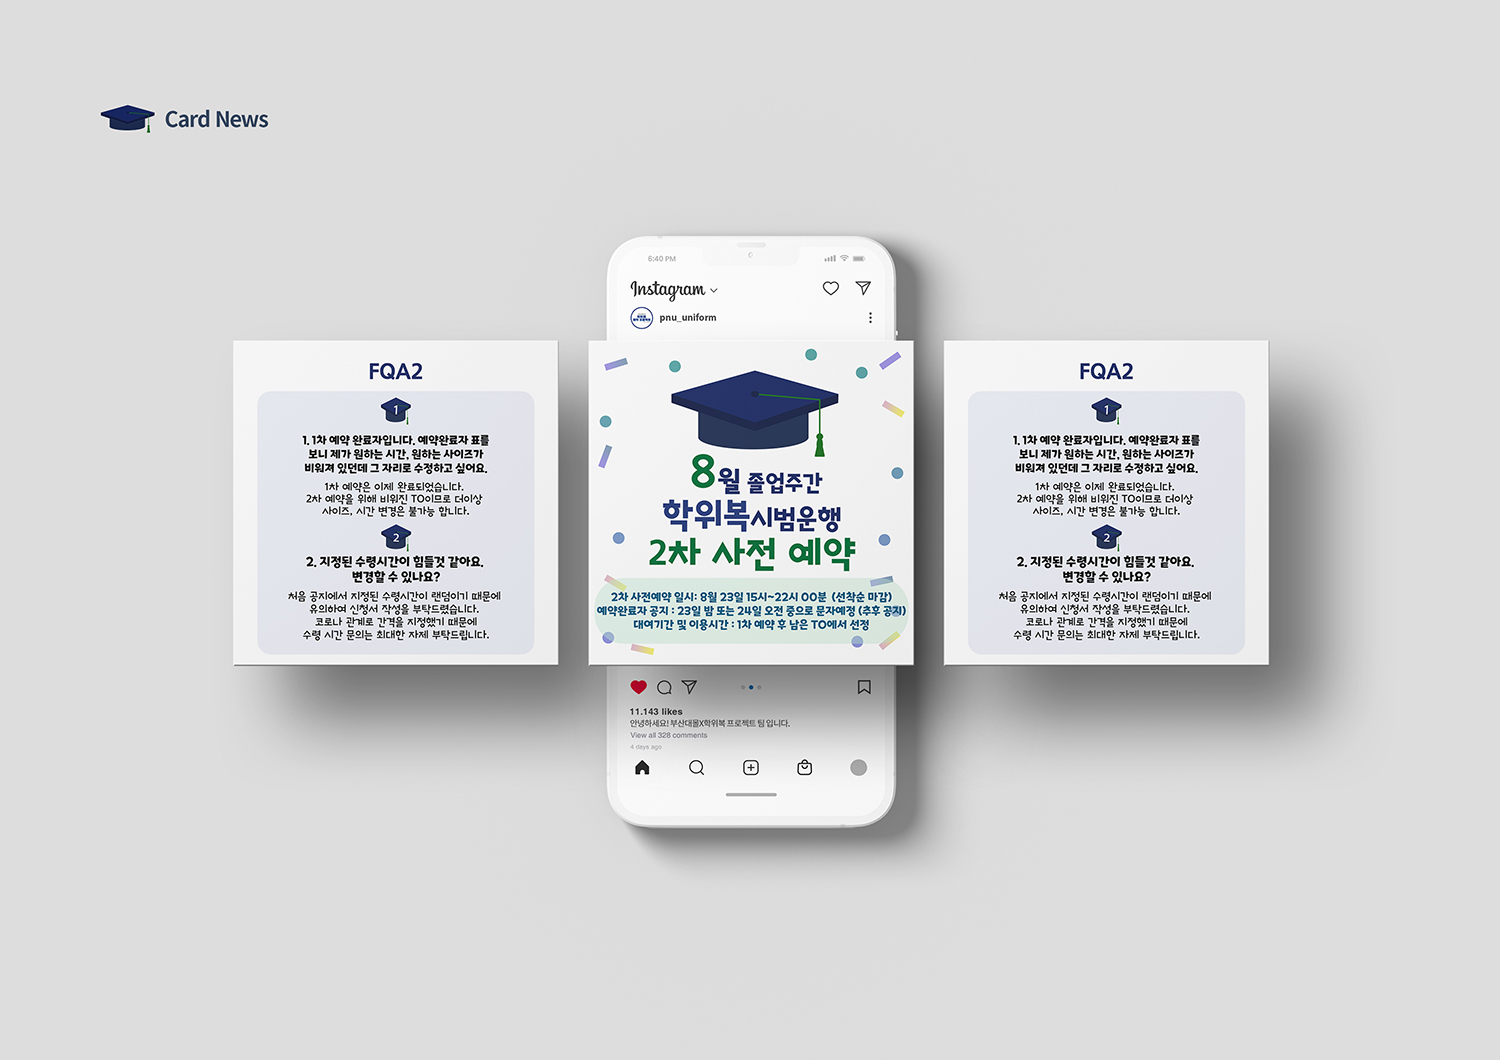 Card News
6:40 PM
Instagram
pnu_uniform
FQA2
1
1. 1차 예약 완료자입니다. 예약완료자 표를
보니 제가 원하는 시간, 원하는 사이즈가
비워져 있던데 그 자리로 수정하고 싶어요.
1차 예약은 이제 완료되었습니다.
2차 예약을 위해 비워진 TO이므로 더이상
사이즈, 시간 변경은 불가능 합니다.
2
2. 지정된 수령시간이 힘들것 같아요.
변경할 수 있나요?
처음 공지에서 지정된 수령시간이 랜덤이기 때문에
유의하여 신청서 작성을 부탁드렸습니다.
코로나 관계로 간격을 지정했기 때문에
수령 시간 문의는 최대한 자제 부탁드립니다.
8월 졸업주간
학위복시범운행
2차 사전 예약
2차 사전예약 일시: 8월 23일 15시~22시 00분 (선착순 마감)
예약완료자 공지 : 23일 밤 또는 24일 오전 중으로 문자예정 (추후 공지)
대여기간 및 이용시간 : 1차 예약 후 남은 TO에서 선정
FQA2
1
1. 1차 예약 완료자입니다. 예약완료자 표를
보니 제가 원하는 시간, 원하는 사이즈가
비워져 있던데 그 자리로 수정하고 싶어요.
1차 예약은 이제 완료되었습니다.
2차 예약을 위해 비워진 TO이므로 더이상
사이즈, 시간 변경은 불가능 합니다.
2
2. 지정된 수령시간이 힘들것 같아요.
변경할 수 있나요?
처음 공지에서 지정된 수령시간이 랜덤이기 때문에
유의하여 신청서 작성을 부탁드렸습니다.
코로나 관계로 간격을 지정했기 때문에
수령 시간 문의는 최대한 자제 부탁드립니다.
11.143 likes
안녕하세요! 부산대몰X학위복 프로젝트 팀 입니다.
View all 328 comments
4 days ago